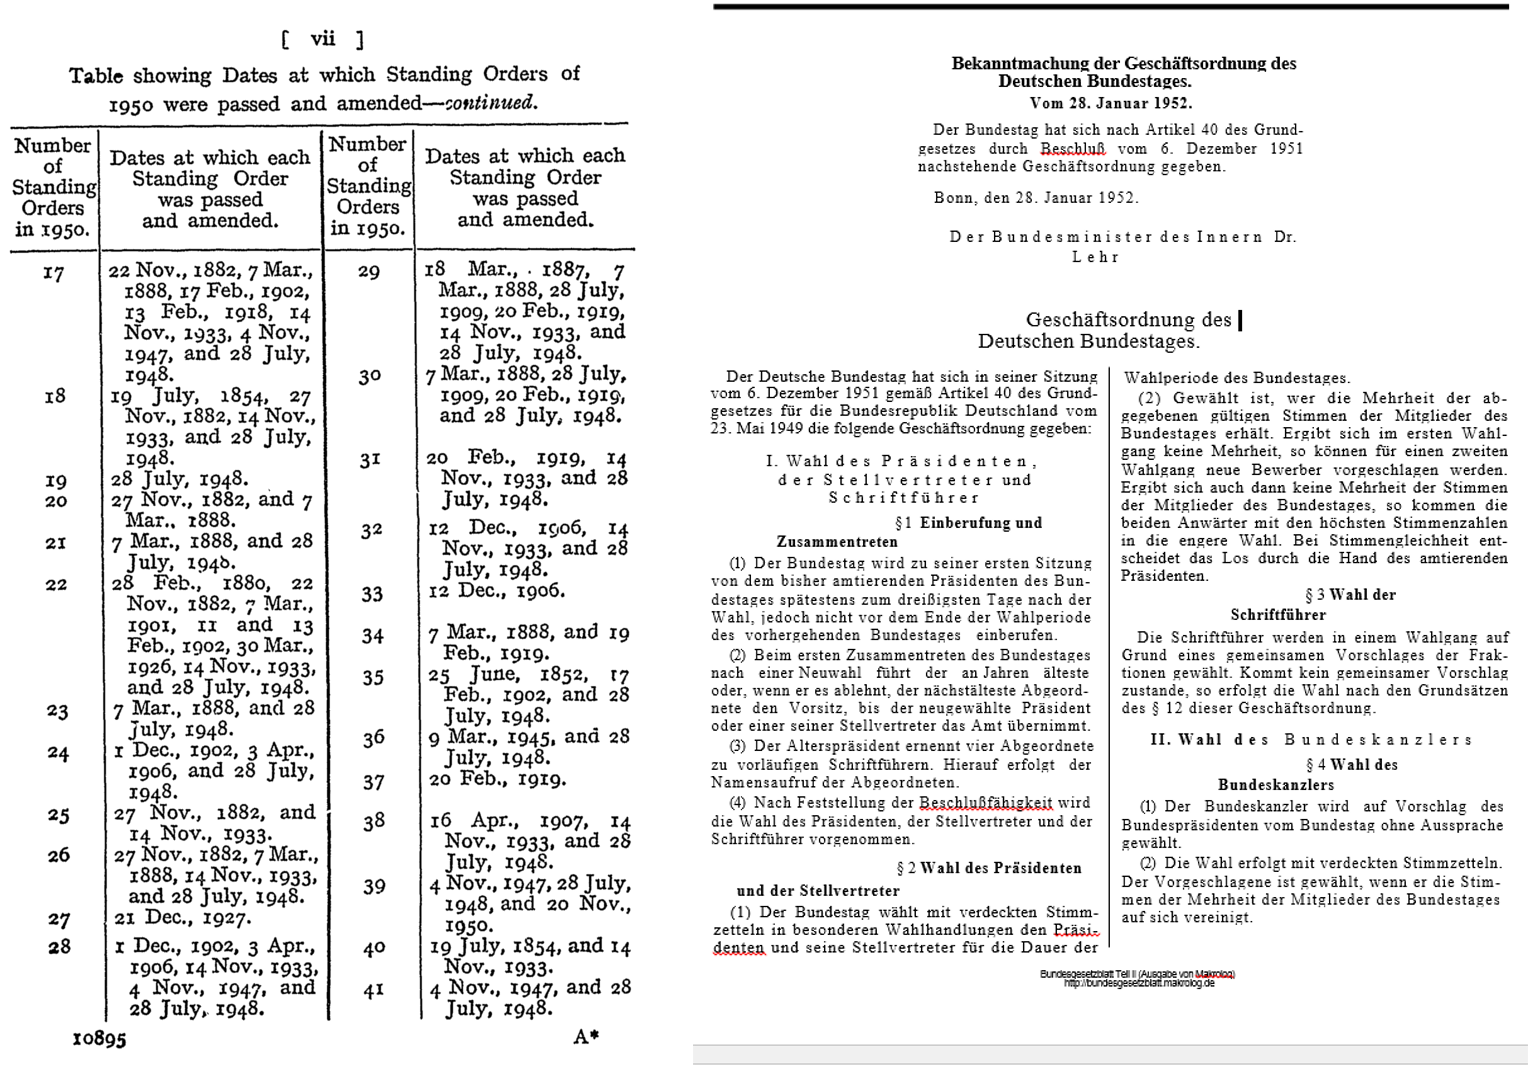 [ vii ]
Table showing Dates at which Standing Orders of
1950 were passed and amended—continued.
Number
of
Standing
Orders
in 1950.
Dates at which each
Standing Order
was passed
and amended.
Number
of
Standing
Orders
in 1950.
Dates at which each
Standing Order
was passed
and amended.
17
22 Nov., 1882, 7 Mar.,
1888, 17 Feb., 1902,
13 Feb., 1918, 14
Nov., 1933, 4 Nov.,
1947, and 28 July,
1948.
18
19 July, 1854, 27
Nov., 1882, 14 Nov.,
1933, and 28 July,
1948.
19
28 July, 1948.
20
27 Nov., 1882, and 7
Mar., 1888.
21
7 Mar., 1888, and 28
July, 1948.
22
28 Feb., 1880, 22
Nov., 1882, 7 Mar.,
1901, 11 and 13
Feb., 1902, 30 Mar.,
1926, 14 Nov., 1933,
and 28 July, 1948.
23
7 Mar., 1888, and 28
July, 1948.
24
1 Dec., 1902, 3 Apr.,
1906, and 28 July,
1948.
25
27 Nov., 1882, and
14 Nov., 1933.
26
27 Nov., 1882, 7 Mar.,
1888, 14 Nov., 1933,
and 28 July, 1948.
27
21 Dec., 1927.
28
1 Dec., 1902, 3 Apr.,
1906, 14 Nov., 1933,
4 Nov., 1947, and
28 July, 1948.
29
18 Mar., 1887, 7
Mar., 1888, 28 July,
1909, 20 Feb., 1919,
14 Nov., 1933, and
28 July, 1948.
30
7 Mar., 1888, 28 July,
1909, 20 Feb., 1919,
and 28 July, 1948.
31
20 Feb., 1919, 14
Nov., 1933, and 28
July, 1948.
32
12 Dec., 1906, 14
Nov., 1933, and 28
July, 1948.
33
12 Dec., 1906.
34
7 Mar., 1888, and 19
Feb., 1919.
35
25 June, 1852, 17
Feb., 1902, and 28
July, 1948.
36
9 Mar., 1945, and 28
July, 1948.
37
20 Feb., 1919.
38
16 Apr., 1907, 14
Nov., 1933, and 28
July, 1948.
39
4 Nov., 1947, 28 July,
1948, and 20 Nov.,
1950.
40
19 July, 1854, and 14
Nov., 1933.
41
4 Nov., 1947, and 28
July, 1948.
10895
A*
Bekanntmachung der Geschäftsordnung des
Deutschen Bundestages.
Vom 28. Januar 1952.
Der Bundestag hat sich nach Artikel 40 des Grund-
gesetzes durch Beschluß vom 6. Dezember 1951
nachstehende Geschäftsordnung gegeben.
Bonn, den 28. Januar 1952.
Der Bundesminister des Innern Dr.
Lehr
Geschäftsordnung des
Deutschen Bundestages.
Der Deutsche Bundestag hat sich in seiner Sitzung
vom 6. Dezember 1951 gemäß Artikel 40 des Grund-
gesetzes für die Bundesrepublik Deutschland vom
23. Mai 1949 die folgende Geschäftsordnung gegeben:
I. Wahl des Präsidenten,
der Stellvertreter und
Schriftführer
§ 1 Einberufung und
Zusammentreten
(1) Der Bundestag wird zu seiner ersten Sitzung
von dem bisher amtierenden Präsidenten des Bun-
destages spätestens zum dreißigsten Tage nach der
Wahl, jedoch nicht vor dem Ende der Wahlperiode
des vorhergehenden Bundestages einberufen.
(2) Beim ersten Zusammentreten des Bundestages
nach einer Neuwahl führt der an Jahren älteste
oder, wenn er es ablehnt, der nächstälteste Abgeord-
nete den Vorsitz, bis der neugewählte Präsident
oder einer seiner Stellvertreter das Amt übernimmt.
(3) Der Alterspräsident ernennt vier Abgeordnete
zu vorläufigen Schriftführern. Hierauf erfolgt der
Namensaufruf der Abgeordneten.
(4) Nach Feststellung der Beschlußfähigkeit wird
die Wahl des Präsidenten, der Stellvertreter und der
Schriftführer vorgenommen.
§ 2 Wahl des Präsidenten
und der Stellvertreter
(1) Der Bundestag wählt mit verdeckten Stimm-
zetteln in besonderen Wahlhandlungen den Präsi-
denten und seine Stellvertreter für die Dauer der
Wahlperiode des Bundestages.
(2) Gewählt ist, wer die Mehrheit der ab-
gegebenen gültigen Stimmen der Mitglieder des
Bundestages erhält. Ergibt sich im ersten Wahl-
gang keine Mehrheit, so können für einen zweiten
Wahlgang neue Bewerber vorgeschlagen werden.
Ergibt sich auch dann keine Mehrheit der Stimmen
der Mitglieder des Bundestages, so kommen die
beiden Anwärter mit den höchsten Stimmenzahlen
in die engere Wahl. Bei Stimmengleichheit ent-
scheidet das Los durch die Hand des amtierenden
Präsidenten.
§ 3 Wahl der
Schriftführer
Die Schriftführer werden in einem Wahlgang auf
Grund eines gemeinsamen Vorschlages der Frak-
tionen gewählt. Kommt kein gemeinsamer Vorschlag
zustande, so erfolgt die Wahl nach den Grundsätzen
des § 12 dieser Geschäftsordnung.
II. Wahl des Bundeskanzlers
§ 4 Wahl des
Bundeskanzlers
(1) Der Bundeskanzler wird auf Vorschlag des
Bundespräsidenten vom Bundestag ohne Aussprache
gewählt.
(2) Die Wahl erfolgt mit verdeckten Stimmzetteln.
Der Vorgeschlagene ist gewählt, wenn er die Stim-
men der Mehrheit der Mitglieder des Bundestages
auf sich vereinigt.
Bundesgesetzblatt Teil II (Ausgabe von Makrolog)
http://bundesgesetzblatt.makrolog.de